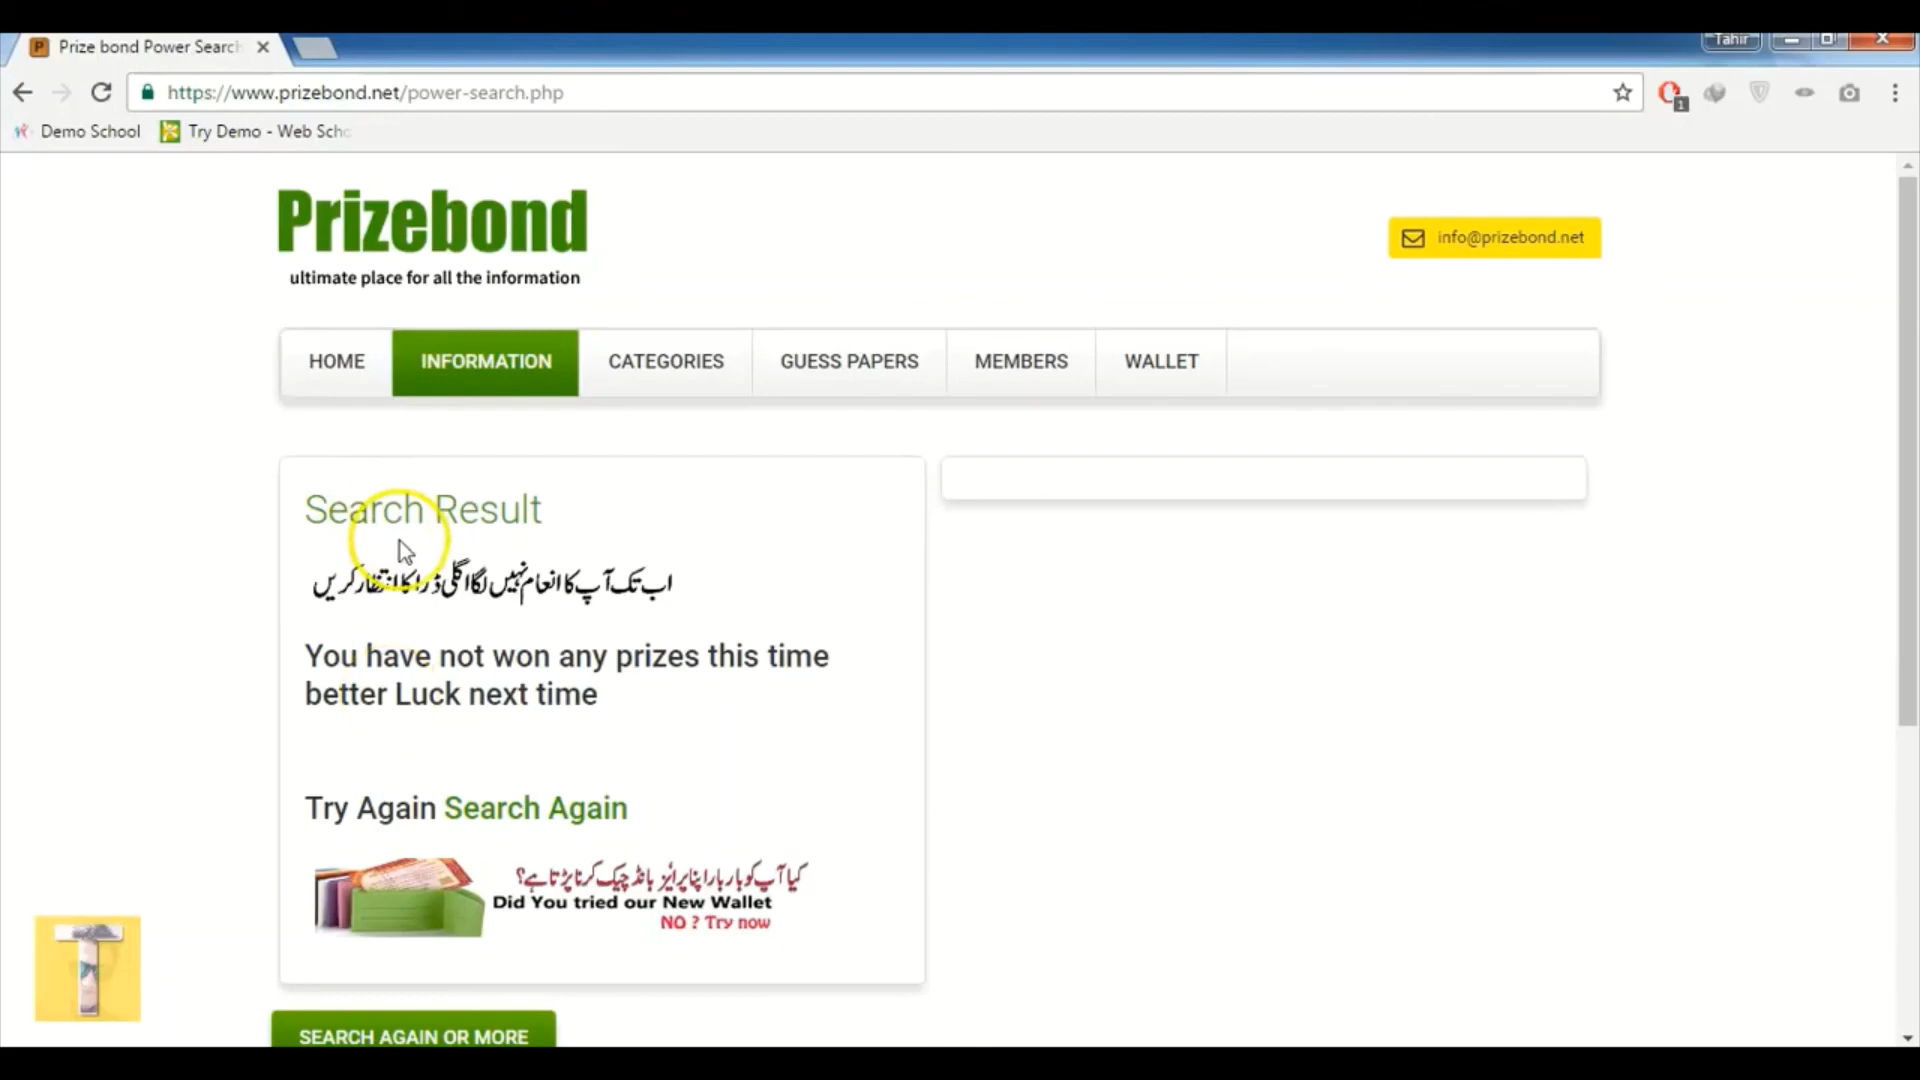 Prize bond Power Search
Tahir
https://www.prizebond.net/power-search.php
1
Demo School
Try Demo - Web Scho
Prizebond
ultimate place for all the information
info@prizebond.net
HOME
INFORMATION
CATEGORIES
GUESS PAPERS
MEMBERS
WALLET
Search Result
اب تک آپ کا انعام نہیں لگا اگلی ڈرا کا انتظار کریں
You have not won any prizes this time
better Luck next time
Try Again Search Again
کیا آپ کو بار بار اپنا پرائز بانڈ چیک کرنا پڑتا ہے؟
Did You tried our New Wallet
NO ? Try now
T
SEARCH AGAIN OR MORE